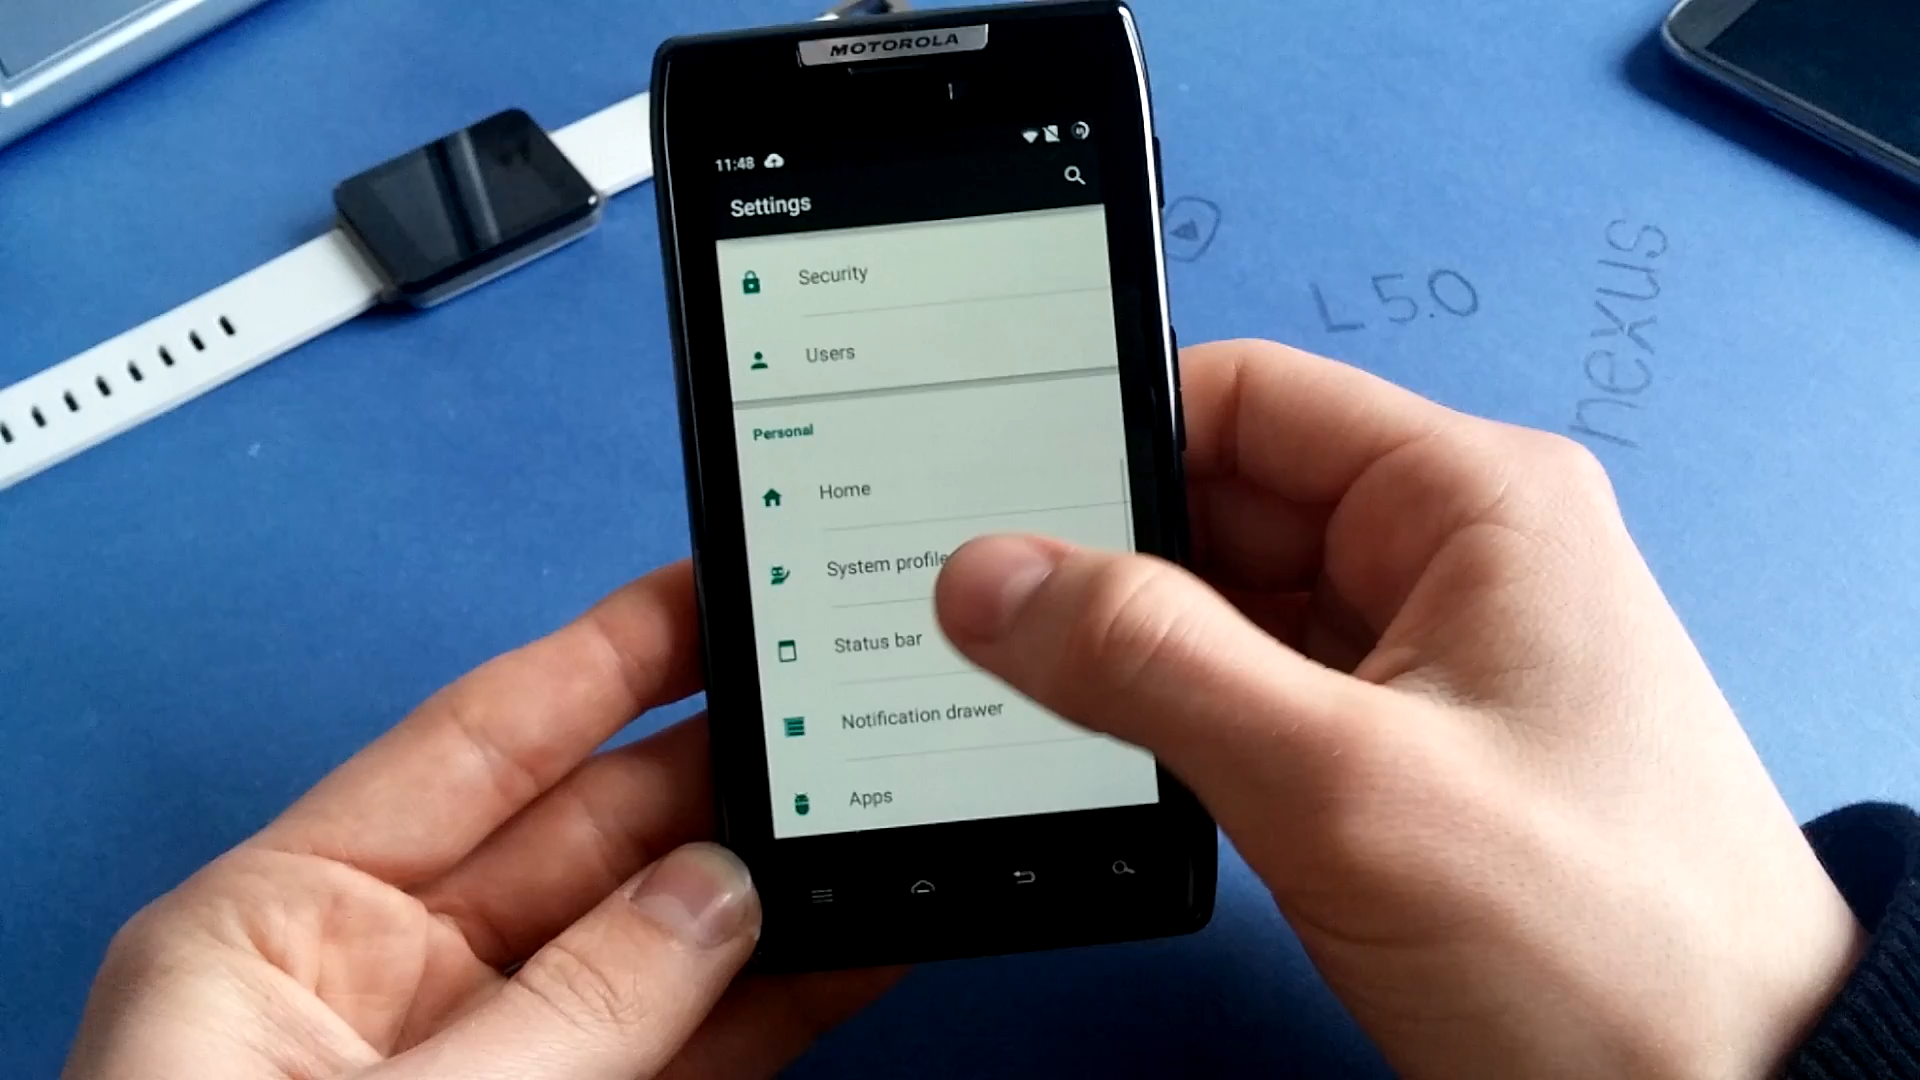 MOTOROLA
11:48
Settings
Security
Users
Personal
Home
System profile
Status bar
Notification drawer
Apps
L 5.0
nexus